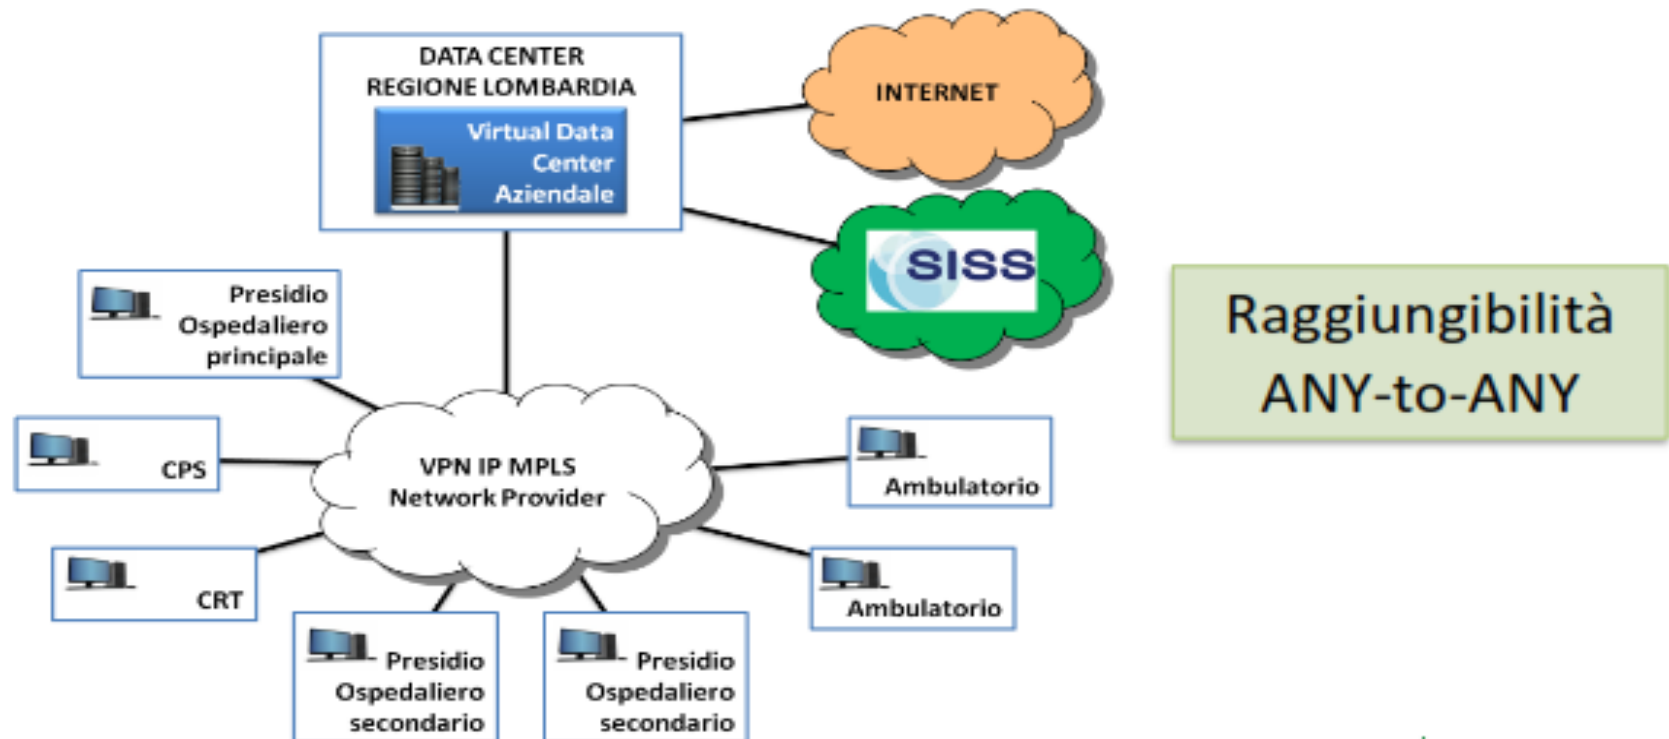 DATA CENTER
REGIONE LOMBARDIA
Virtual Data
Center
Aziendale
INTERNET
SISS
Presidio
Ospedaliero
principale
Raggiungibilità
ANY-to-ANY
CPS
VPN IP MPLS
Network Provider
Ambulatorio
CRT
Ambulatorio
Presidio
Ospedaliero
secondario
Presidio
Ospedaliero
secondario